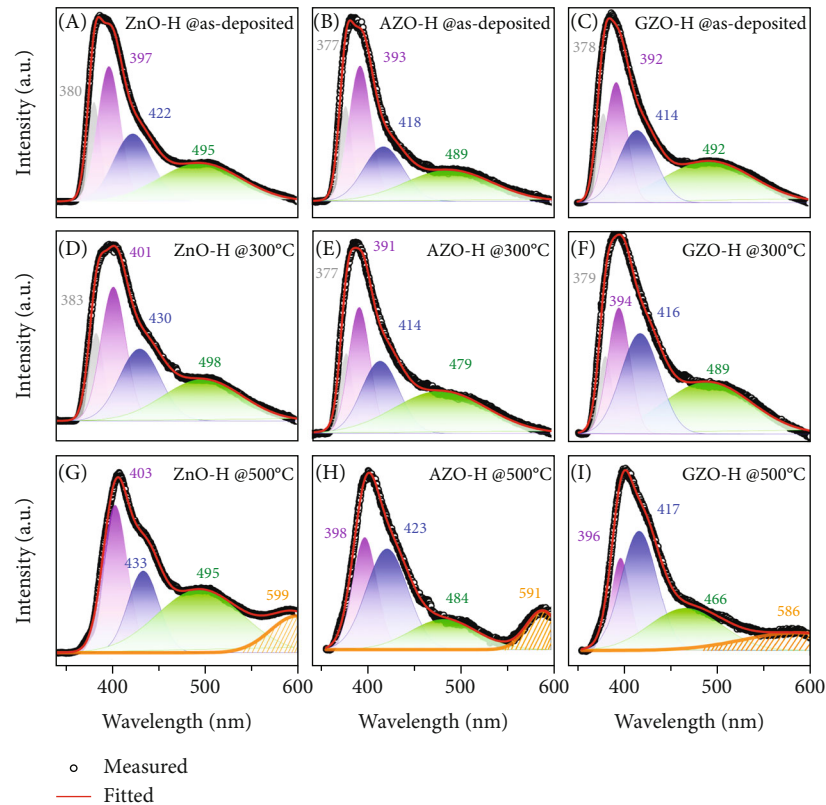 (A) ZnO-H @as-deposited
380
397
422
495
(B) AZO-H @as-deposited
377
393
418
489
(C) GZO-H @as-deposited
378
392
414
492
Intensity (a.u.)
(D) ZnO-H @300°C
383
401
430
498
(E) AZO-H @300°C
377
391
414
479
(F) GZO-H @300°C
379
394
416
489
Intensity (a.u.)
(G) ZnO-H @500°C
403
433
495
599
(H) AZO-H @500°C
398
423
484
591
(I) GZO-H @500°C
396
417
466
586
Intensity (a.u.)
400 500 600
400 500 600
400 500 600
Wavelength (nm) Wavelength (nm) Wavelength (nm)
Measured
Fitted